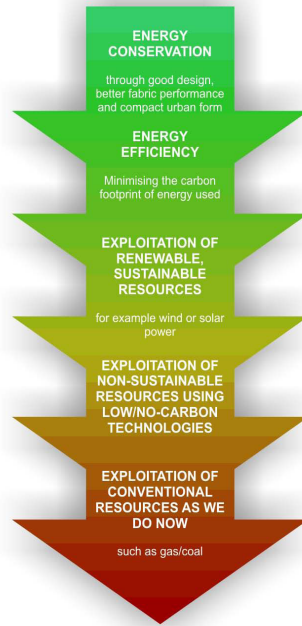 ENERGY
CONSERVATION
through good design,
better fabric performance
and compact urban form
ENERGY
EFFICIENCY
Minimising the carbon
footprint of energy used
EXPLOITATION OF
RENEWABLE,
SUSTAINABLE
RESOURCES
for example wind or solar
power
EXPLOITATION OF
NON-SUSTAINABLE
RESOURCES USING
LOW/NO-CARBON
TECHNOLOGIES
EXPLOITATION OF
CONVENTIONAL
RESOURCES AS WE
DO NOW
such as gas/coal